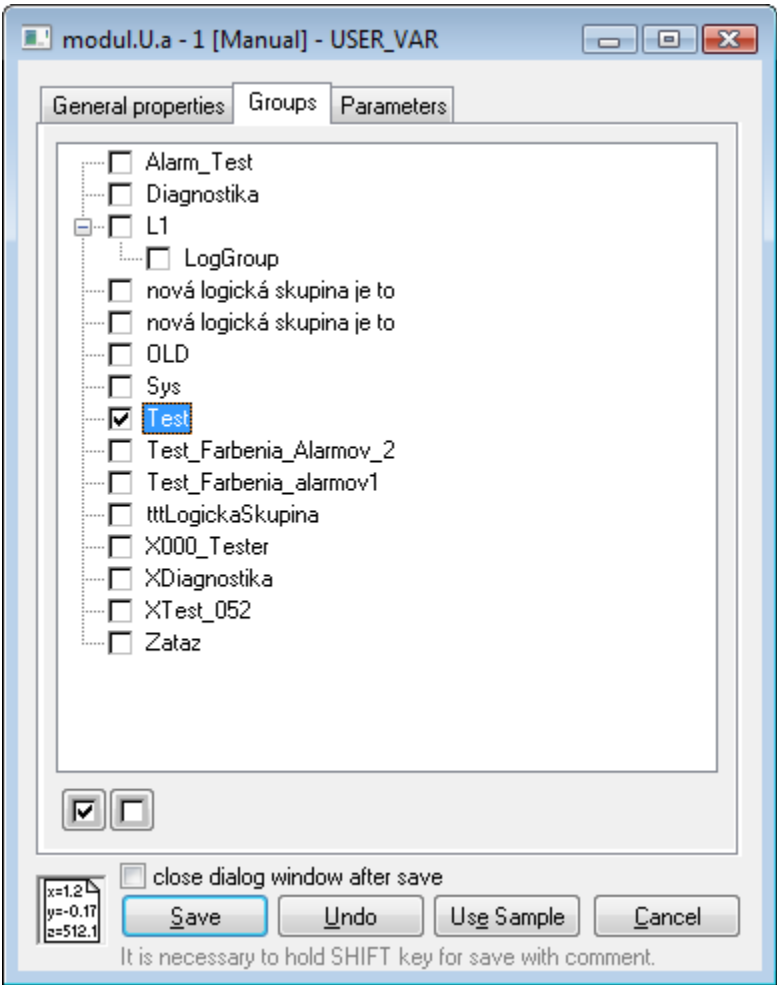 modul.U.a - 1 [Manual] - USER_VAR
General properties Groups Parameters
Alarm_Test
Diagnostika
L1
LogGroup
nová logická skupina je to
nová logická skupina je to
OLD
Sys
Test
Test_Farbenia_Alarmov_2
Test_Farbenia_alarmov1
tttLogickaSkupina
X000_Tester
XDiagnostika
XTest_052
Zataz
close dialog window after save
x=1.2
y=-0.17
z=512.1
Save Undo Use Sample Cancel
It is necessary to hold SHIFT key for save with comment.